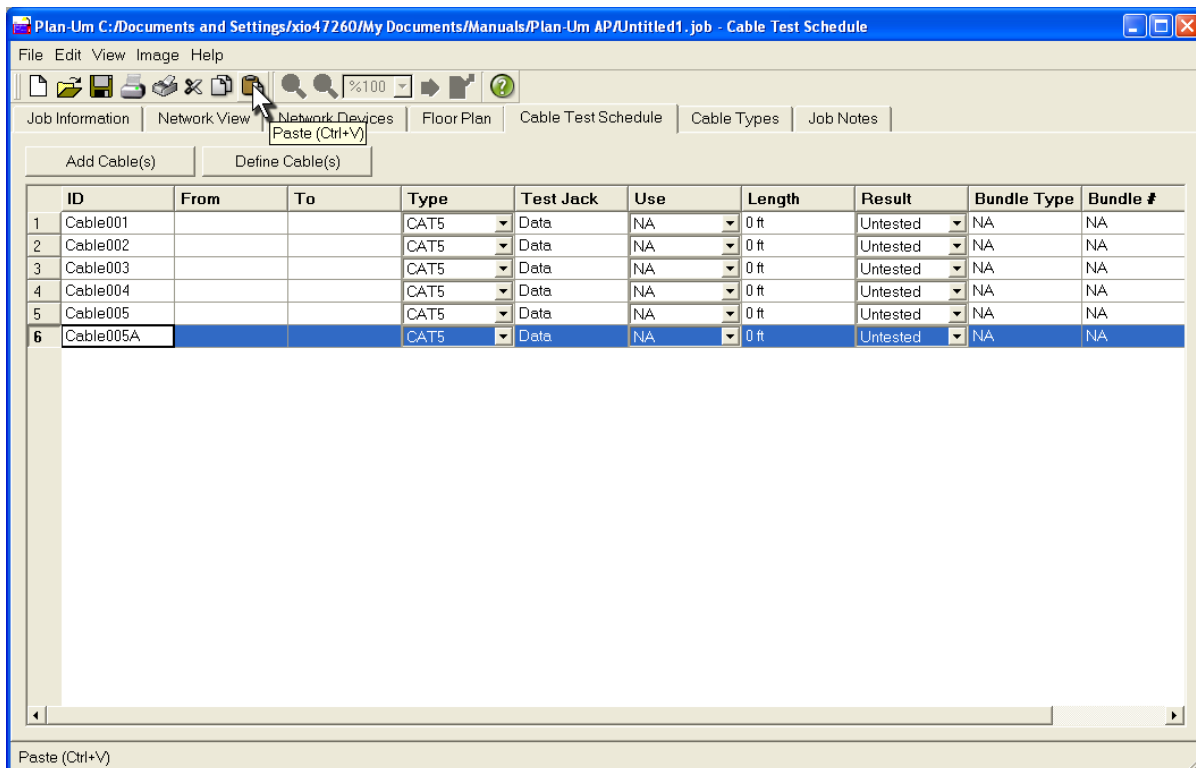 Plan-Um C:/Documents and Settings/xio47260/My Documents/Manuals/Plan-Um AP/Untitled1.job - Cable Test Schedule
File Edit View Image Help
%100
Job Information Network View Network Devices Floor Plan Cable Test Schedule Cable Types Job Notes
Paste (Ctrl+V)
Add Cable(s) Define Cable(s)
ID From To Type Test Jack Use Length Result Bundle Type Bundle #
1 Cable001 CAT5 Data NA 0 ft Untested NA NA
2 Cable002 CAT5 Data NA 0 ft Untested NA NA
3 Cable003 CAT5 Data NA 0 ft Untested NA NA
4 Cable004 CAT5 Data NA 0 ft Untested NA NA
5 Cable005 CAT5 Data NA 0 ft Untested NA NA
6 Cable005A CAT5 Data NA 0 ft Untested NA NA
Paste (Ctrl+V)